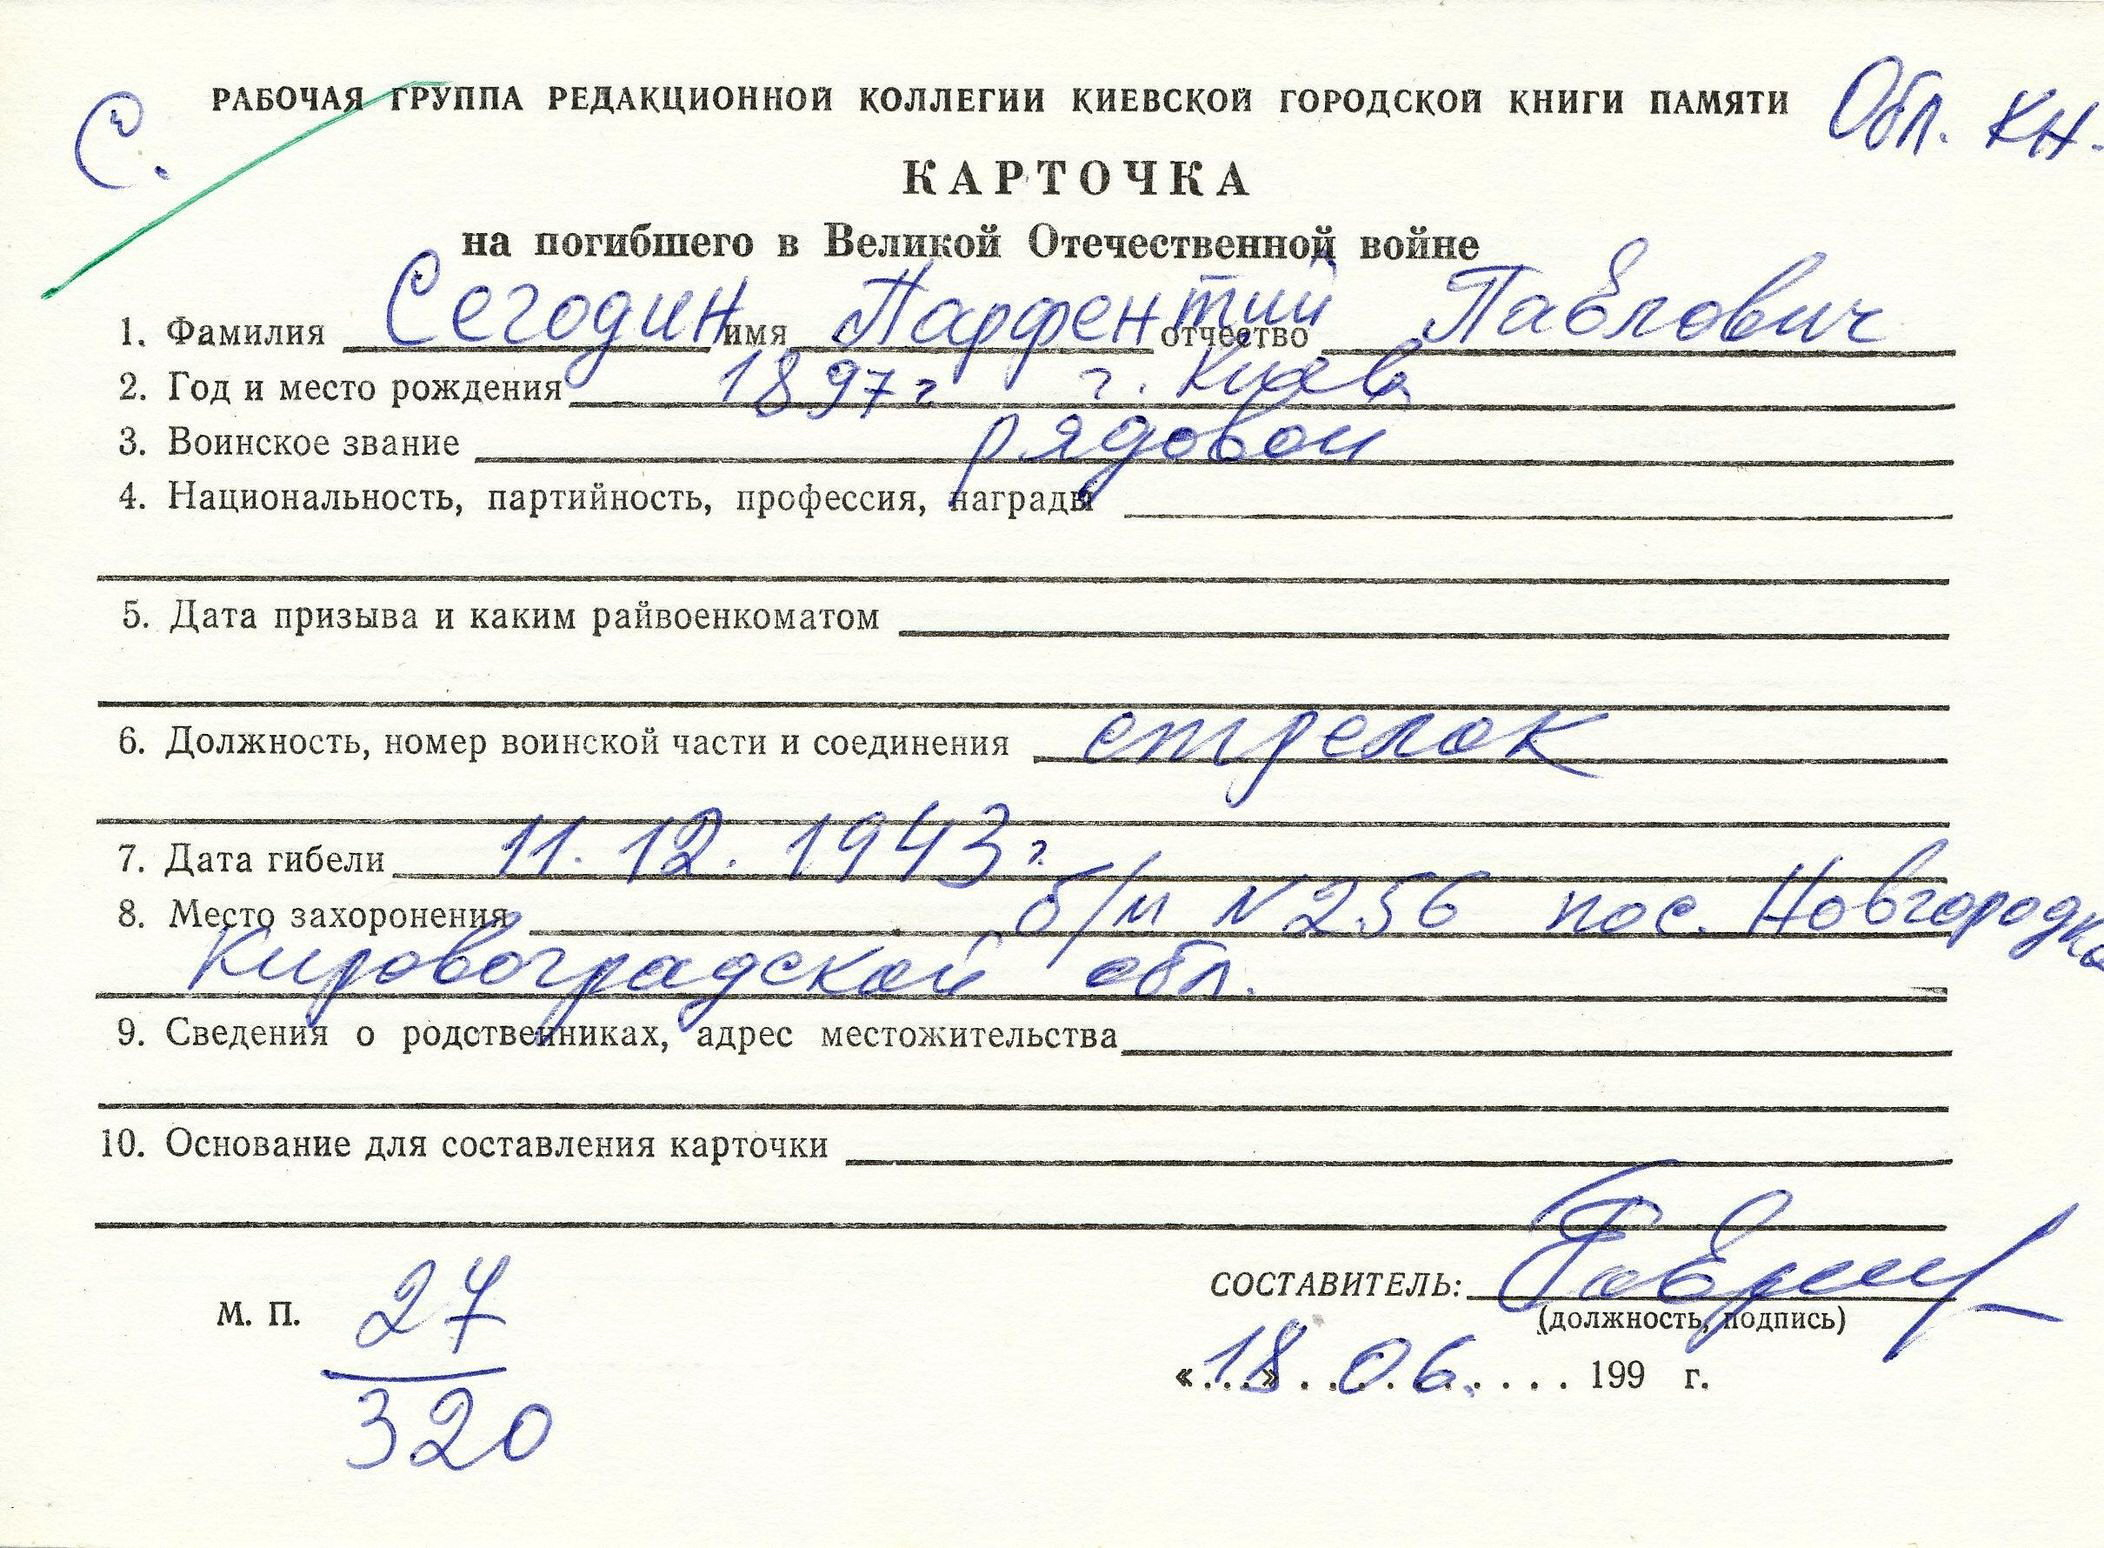 РАБОЧАЯ ГРУППА РЕДАКЦИОННОЙ КОЛЛЕГИИ КИЕВСКОЙ ГОРОДСКОЙ КНИГИ ПАМЯТИ Обл. кн.
С.
КАРТОЧКА
на погибшего в Великой Отечественной войне
1. Фамилия Сегодин имя Парфентий отчество Павлович
2. Год и место рождения 1897 г г. Киев
3. Воинское звание рядовой
4. Национальность, партийность, профессия, награды
5. Дата призыва и каким райвоенкоматом
6. Должность, номер воинской части и соединения стрелок
7. Дата гибели 11.12.1943 г.
8. Место захоронения б/м N 256 пос. Новгородка
Кировоградской обл.
9. Сведения о родственниках, адрес местожительства
10. Основание для составления карточки
СОСТАВИТЕЛЬ:
(должность, подпись)
М. П. 27
320
«18» 06. 199 г.